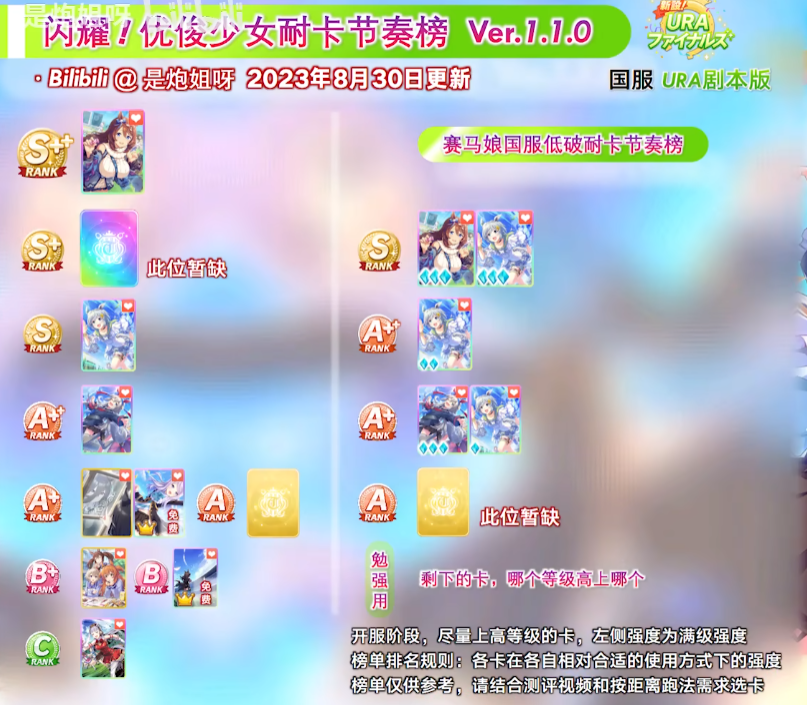 是炮姐呀 bilibili
闪耀！优俊少女耐卡节奏榜 Ver.1.1.0
新設！
URA
ファイナルズ
·Bilibili @ 是炮姐呀 2023年8月30日更新
国服 URA剧本版
赛马娘国服低破耐卡节奏榜
S++
RANK
S+
RANK
此位暂缺
S
RANK
S
RANK
A+
RANK
A++
RANK
A+
RANK
A+
RANK
免费
A
RANK
A
RANK
此位暂缺
B+
RANK
B
RANK
免费
勉强用
剩下的卡，哪个等级高上哪个
C
RANK
开服阶段，尽量上高等级的卡，左侧强度为满级强度
榜单排名规则：各卡在各自相对合适的使用方式下的强度
榜单仅供参考，请结合测评视频和按距离跑法需求选卡